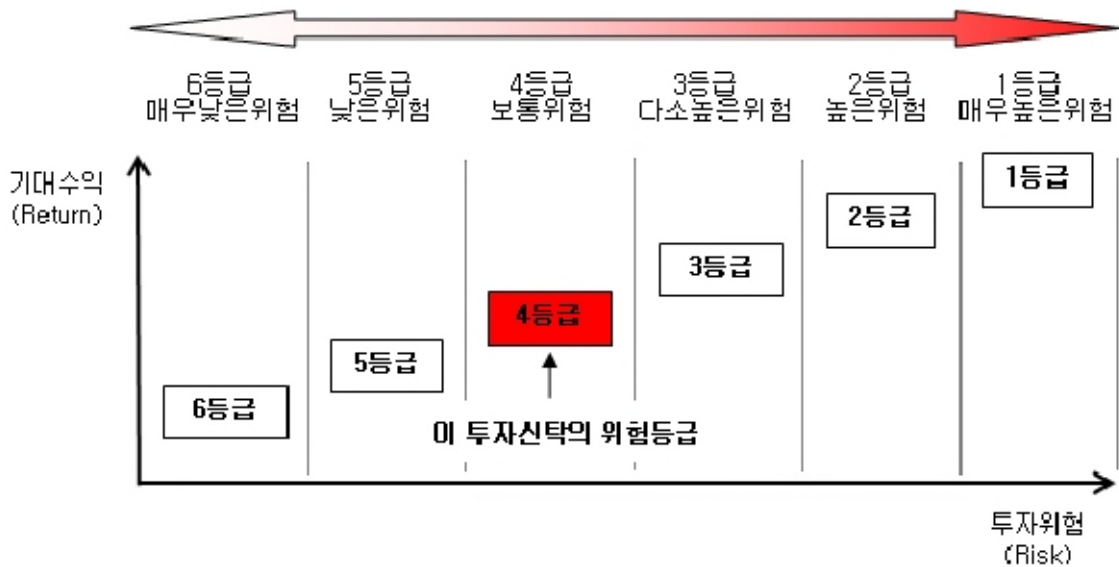 6등급 5등급 4등급 3등급 2등급 1등급
매우낮은위험 낮은위험 보통위험 다소높은위험 높은위험 매우높은위험
기대수익
(Return)
1등급
2등급
3등급
4등급
5등급
6등급
이 투자신탁의 위험등급
투자위험
(Risk)